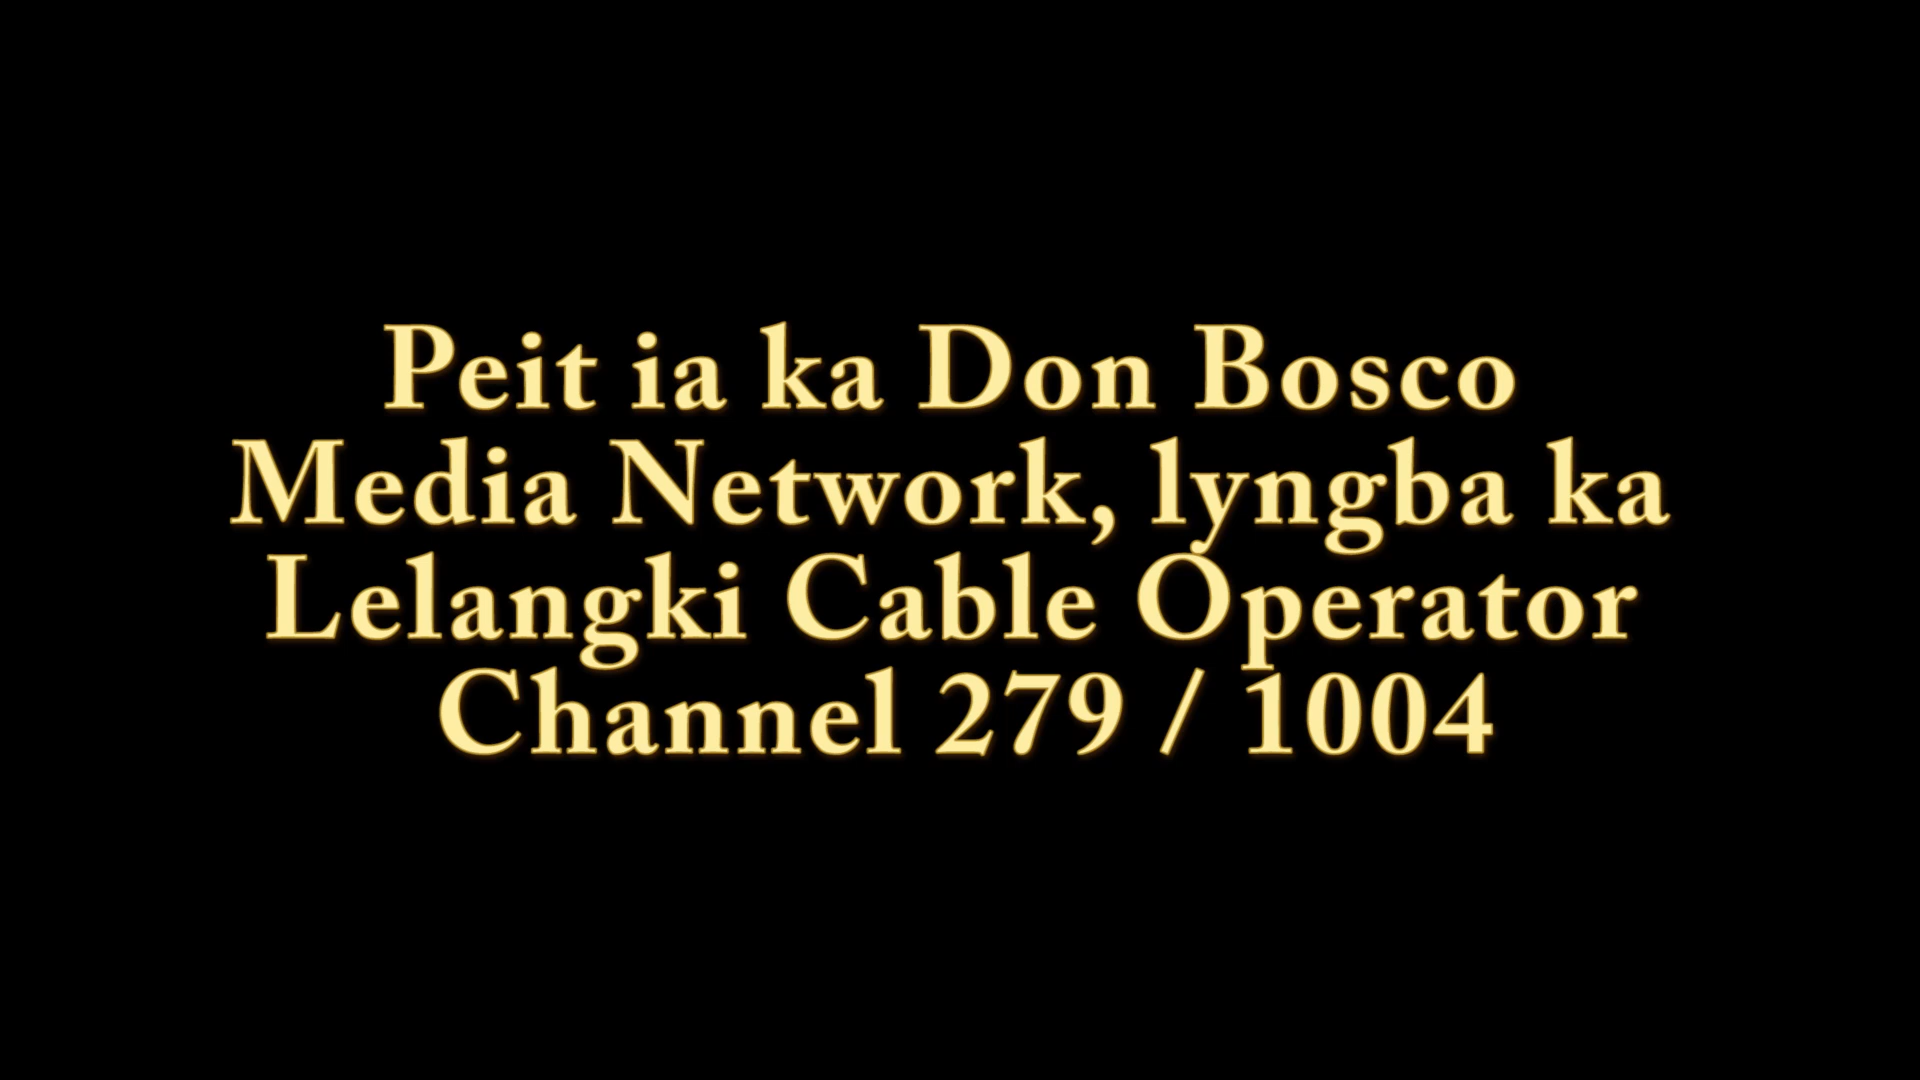 Peit ia ka Don Bosco
Media Network, lyngba ka
Lelangki Cable Operator
Channel 279 / 1004